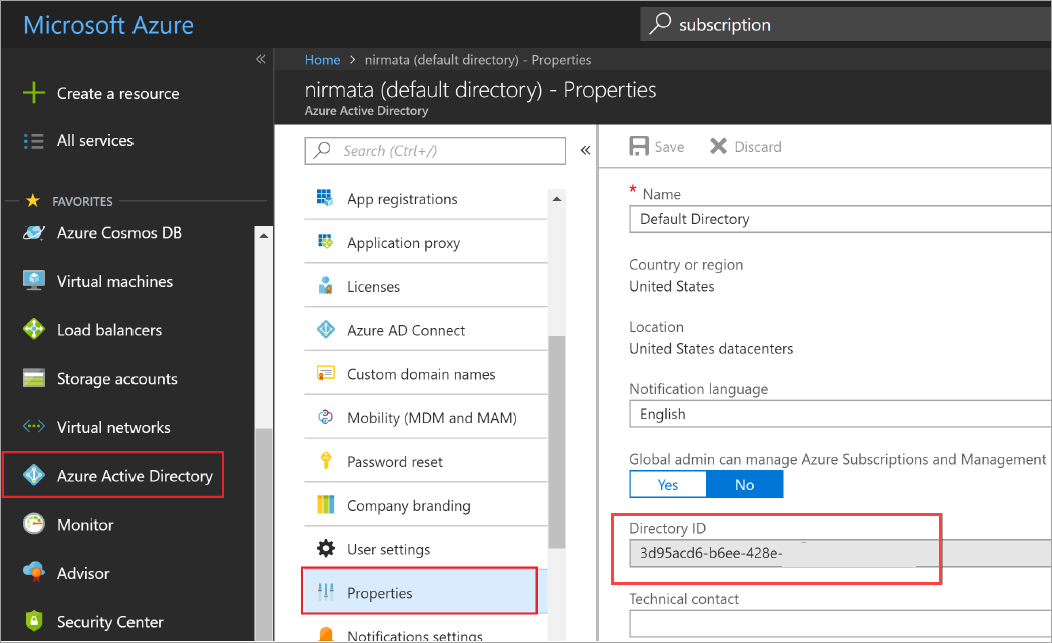 Microsoft Azure
subscription
Create a resource
All services
FAVORITES
Azure Cosmos DB
Virtual machines
Load balancers
Storage accounts
Virtual networks
Azure Active Directory
Monitor
Advisor
Security Center
Home > nirmata (default directory) - Properties
nirmata (default directory) - Properties
Azure Active Directory
Search (Ctrl+/)
App registrations
Application proxy
Licenses
Azure AD Connect
Custom domain names
Mobility (MDM and MAM)
Password reset
Company branding
User settings
Properties
Notifications settings
Save Discard
* Name
Default Directory
Country or region
United States
Location
United States datacenters
Notification language
English
Global admin can manage Azure Subscriptions and Management
Yes No
Directory ID
3d95acd6-b6ee-428e-
Technical contact